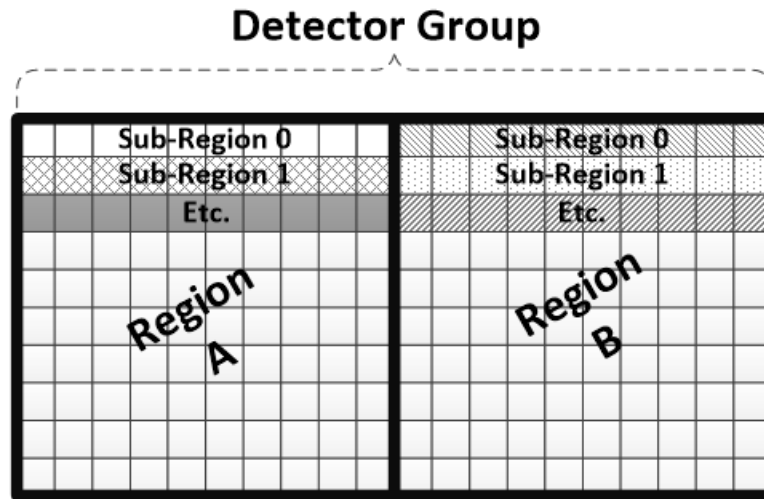 Detector Group
Sub-Region 0
Sub-Region 1
Etc.
Region
A
Sub-Region 0
Sub-Region 1
Etc.
Region
B